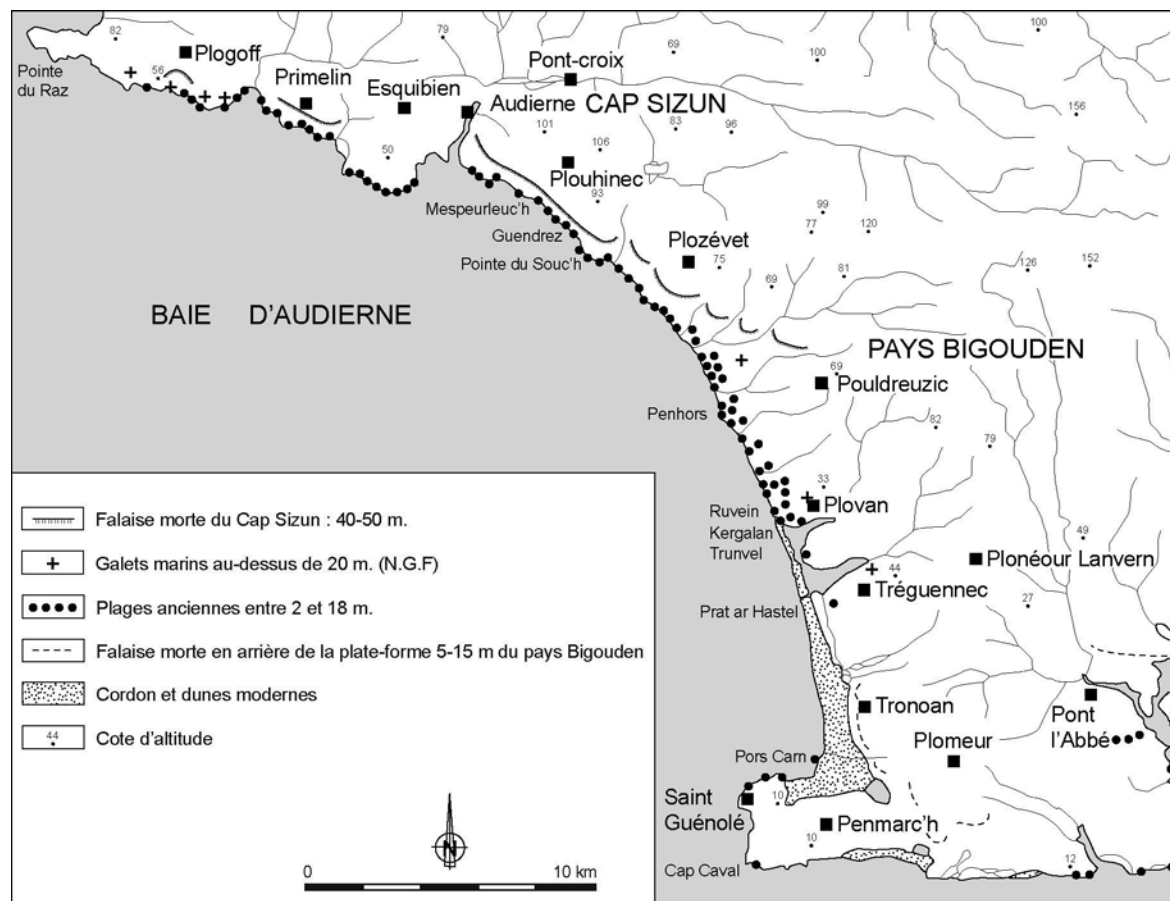 82
79
69
100
100
Plogoff
Pointe
du Raz
56
Primelin
Esquibien
Pont-croix
Audierne
CAP SIZUN
156
101
106
83
96
50
Plouhinec
93
Mespeurleuc'h
Guendrez
Pointe du Souc'h
99
77
120
Plozévet
75
69
81
126
152
BAIE D'AUDIERNE
PAYS BIGOUDEN
69
Pouldreuzic
Penhors
82
79
33
Plovan
Ruvein
Kergalan
Trunvel
49
Plonéour Lanvern
44
Tréguennec
27
Prat ar Hastel
Tronoan
Pont
l'Abbé
Plomeur
Pors Carn
Saint
Guénolé
10
Penmarc'h
10
Cap Caval
12
Falaise morte du Cap Sizun : 40-50 m.
Galets marins au-dessus de 20 m. (N.G.F)
Plages anciennes entre 2 et 18 m.
Falaise morte en arrière de la plate-forme 5-15 m du pays Bigouden
Cordon et dunes modernes
44
Cote d'altitude
N
0 10 km